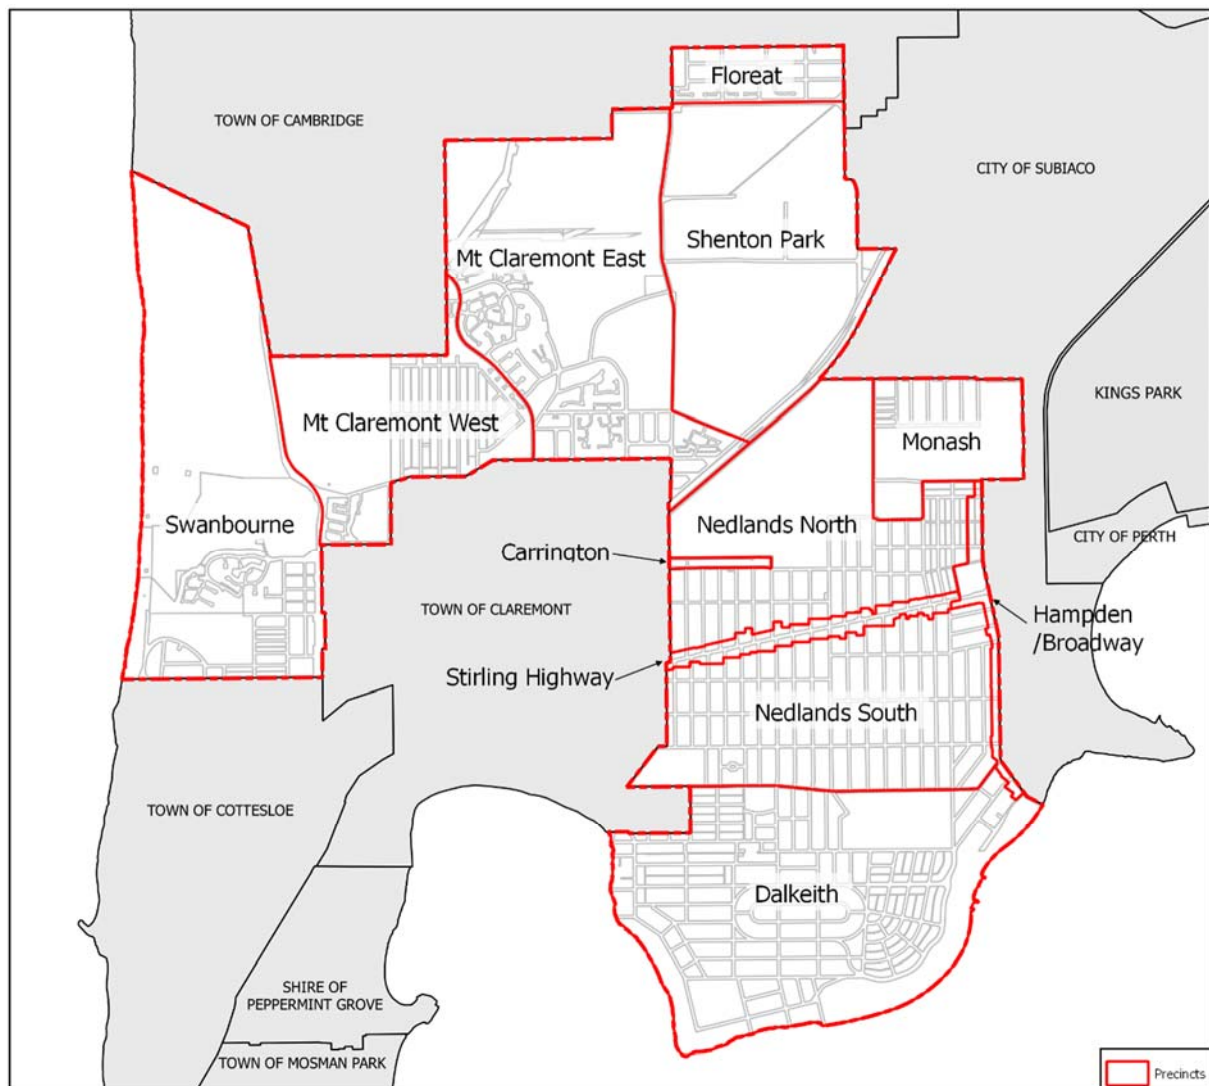 Floreat
TOWN OF CAMBRIDGE
CITY OF SUBIACO
Shenton Park
Mt Claremont East
KINGS PARK
Mt Claremont West
Monash
Swanbourne
Nedlands North
CITY OF PERTH
Carrington
TOWN OF CLAREMONT
Hampden
/Broadway
Stirling Highway
Nedlands South
TOWN OF COTTESLOE
Dalkeith
SHIRE OF
PEPPERMINT GROVE
TOWN OF MOSMAN PARK
Precincts